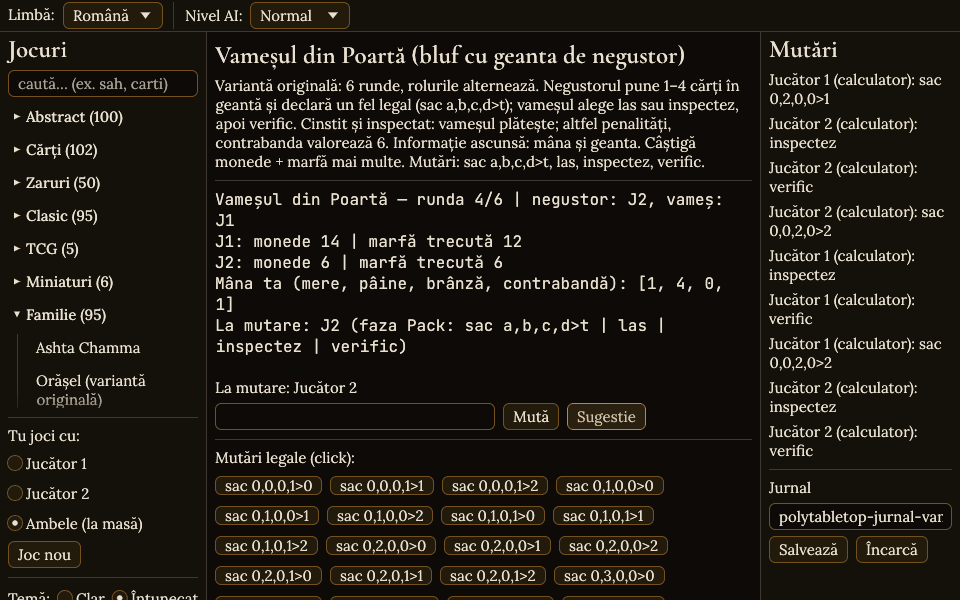 Limbă: Română Nivel AI: Normal
Jocuri
caută... (ex. sah, carti)
Abstract (100)
Cărți (102)
Zaruri (50)
Clasic (95)
TCG (5)
Miniaturi (6)
Familie (95)
Ashta Chamma
Orășel (variantă
originală)
Tu joci cu:
Jucător 1
Jucător 2
Ambele (la masă)
Joc nou
Temă: Clar Întunecat
Vameșul din Poartă (bluf cu geanta de negustor)
Variantă originală: 6 runde, rolurile alternează. Negustorul pune 1–4 cărți în
geantă și declară un fel legal (sac a,b,c,d>t); vameșul alege las sau inspectez,
apoi verific. Cinstit și inspectat: vameșul plătește; altfel penalități,
contrabanda valorează 6. Informație ascunsă: mâna și geanta. Câștigă
monede + marfă mai multe. Mutări: sac a,b,c,d>t, las, inspectez, verific.
Vameșul din Poartă — runda 4/6 | negustor: J2, vameș:
J1
J1: monede 14 | marfă trecută 12
J2: monede 6 | marfă trecută 6
Mâna ta (mere, pâine, brânză, contrabandă): [1, 4, 0,
1]
La mutare: J2 (faza Pack: sac a,b,c,d>t | las |
inspectez | verific)
La mutare: Jucător 2
Mută Sugestie
Mutări legale (click):
sac 0,0,0,1>0 sac 0,0,0,1>1 sac 0,0,0,1>2 sac 0,1,0,0>0
sac 0,1,0,0>1 sac 0,1,0,0>2 sac 0,1,0,1>0 sac 0,1,0,1>1
sac 0,1,0,1>2 sac 0,2,0,0>0 sac 0,2,0,0>1 sac 0,2,0,0>2
sac 0,2,0,1>0 sac 0,2,0,1>1 sac 0,2,0,1>2 sac 0,3,0,0>0
Mutări
Jucător 1 (calculator): sac
0,2,0,0>1
Jucător 2 (calculator):
inspectez
Jucător 2 (calculator):
verific
Jucător 2 (calculator): sac
0,0,2,0>2
Jucător 1 (calculator):
inspectez
Jucător 1 (calculator):
verific
Jucător 1 (calculator): sac
0,0,2,0>2
Jucător 2 (calculator):
inspectez
Jucător 2 (calculator):
verific
Jurnal
polytabletop-jurnal-var
Salvează Încarcă